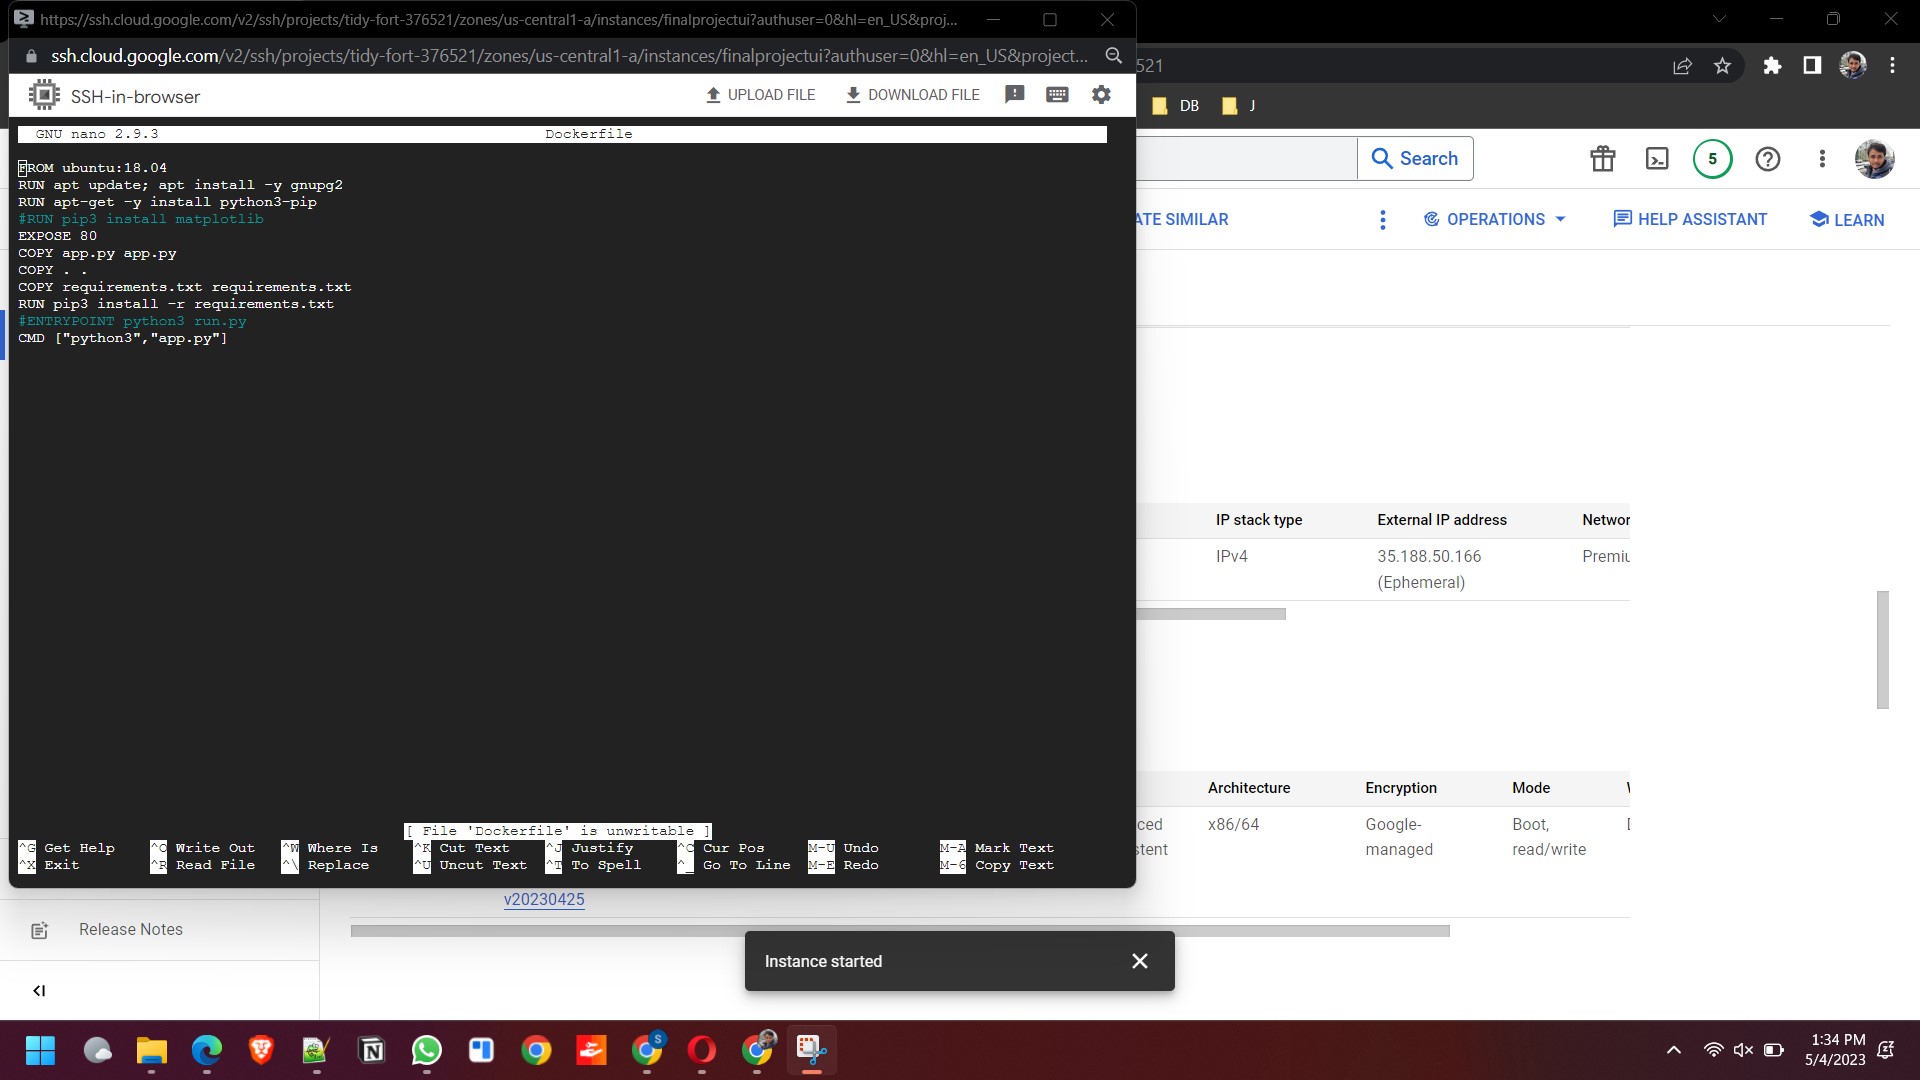 https://ssh.cloud.google.com/v2/ssh/projects/tidy-fort-376521/zones/us-central1-a/instances/finalprojectui?authuser=0&hl=en_US&proj...
ssh.cloud.google.com/v2/ssh/projects/tidy-fort-376521/zones/us-central1-a/instances/finalprojectui?authuser=0&hl=en_US&project...
521
SSH-in-browser
UPLOAD FILE
DOWNLOAD FILE
DB
J
GNU nano 2.9.3
Dockerfile
FROM ubuntu:18.04
RUN apt update; apt install -y gnupg2
RUN apt-get -y install python3-pip
#RUN pip3 install matplotlib
EXPOSE 80
COPY app.py app.py
COPY . .
COPY requirements.txt requirements.txt
RUN pip3 install -r requirements.txt
#ENTRYPOINT python3 run.py
CMD ["python3","app.py"]
[ File 'Dockerfile' is unwritable ]
^G Get Help ^O Write Out ^W Where Is ^K Cut Text ^J Justify ^C Cur Pos M-U Undo M-A Mark Text
^X Exit ^R Read File ^\ Replace ^U Uncut Text ^T To Spell ^_ Go To Line M-E Redo M-6 Copy Text
Search
5
ATE SIMILAR
OPERATIONS
HELP ASSISTANT
LEARN
IP stack type External IP address Networ
IPv4 35.188.50.166 Premiu
(Ephemeral)
Architecture Encryption Mode
ced x86/64 Google- Boot,
stent managed read/write
v20230425
Release Notes
Instance started
S
1:34 PM
5/4/2023